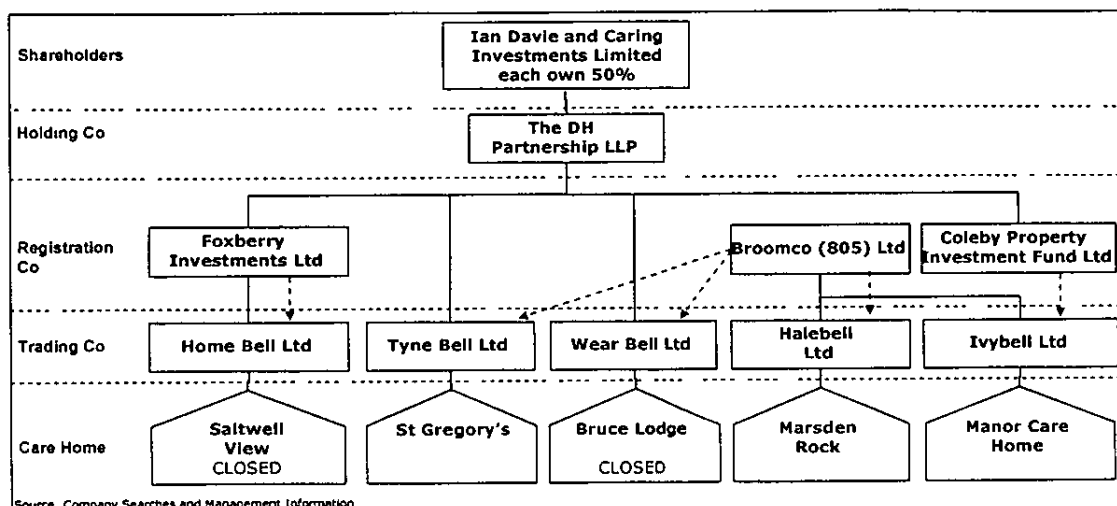 Shareholders
Ian Davie and Caring
Investments Limited
each own 50%
Holding Co
The DH
Partnership LLP
Registration
Co
Foxberry
Investments Ltd
Broomco (805) Ltd
Coleby Property
Investment Fund Ltd
Trading Co
Home Bell Ltd
Tyne Bell Ltd
Wear Bell Ltd
Halebell
Ltd
Ivybell Ltd
Care Home
Saltwell
View
CLOSED
St Gregory's
Bruce Lodge
CLOSED
Marsden
Rock
Manor Care
Home
Source Company Searches and Management Information